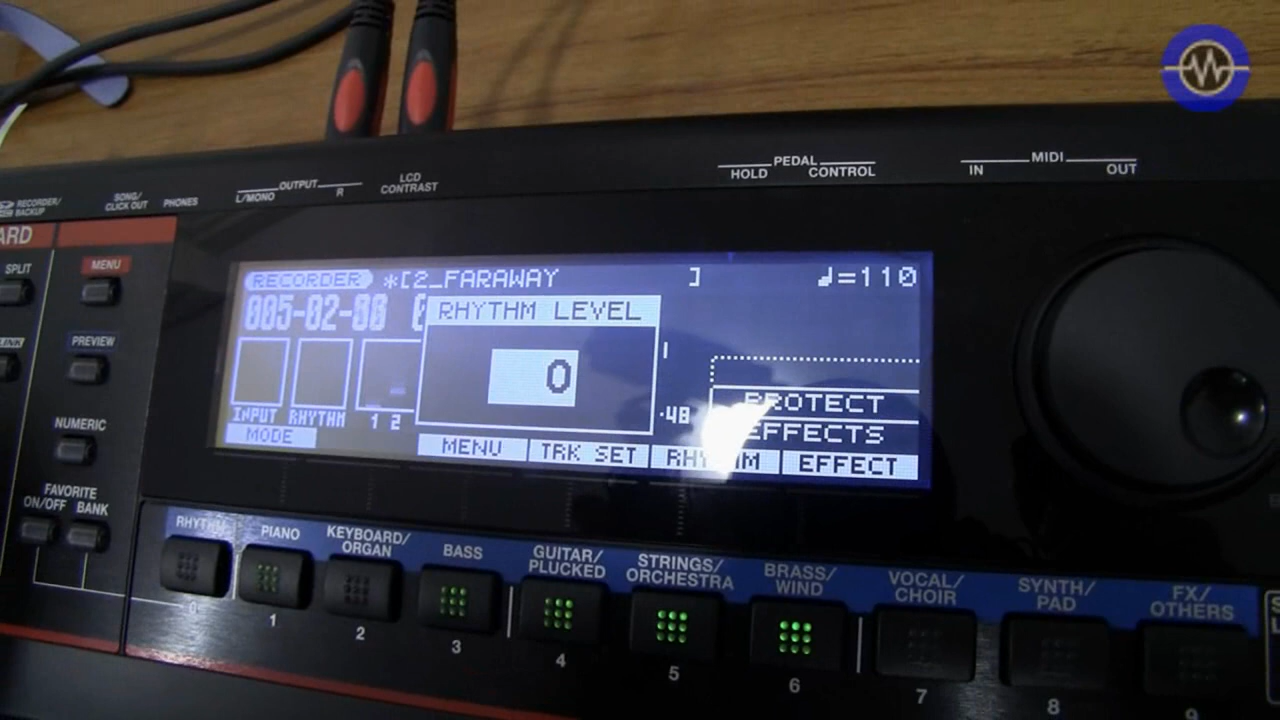 PEDAL
HOLD CONTROL
MIDI
IN OUT
LCD
CONTRAST
OUTPUT
L/MONO R
PHONES
SONG/
CLICK OUT
RECORDER/
BACKUP
ARD
SPLIT
MENU
PREVIEW
NUMERIC
FAVORITE
ON/OFF BANK
RECORDER *[2_FARAWAY ] ♩=110
005-02-00
RHYTHM LEVEL
0
INPUT RHYTHM 1 2
-48
PROTECT
EFFECTS
MODE MENU TRK SET RHYTHM EFFECT
RHYTHM
PIANO
KEYBOARD/
ORGAN
BASS
GUITAR/
PLUCKED
STRINGS/
ORCHESTRA
BRASS/
WIND
VOCAL/
CHOIR
SYNTH/
PAD
FX/
OTHERS
0 1 2 3 4 5 6 7 8 9